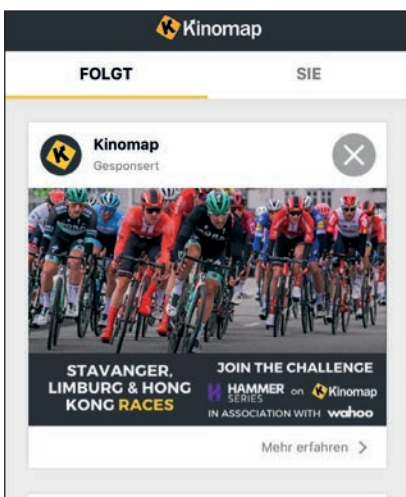 Kinomap
FOLGT SIE
Kinomap
Gesponsert
STAVANGER,
LIMBURG & HONG
KONG RACES
JOIN THE CHALLENGE
HAMMER SERIES on Kinomap
IN ASSOCIATION WITH wahoo
Mehr erfahren >